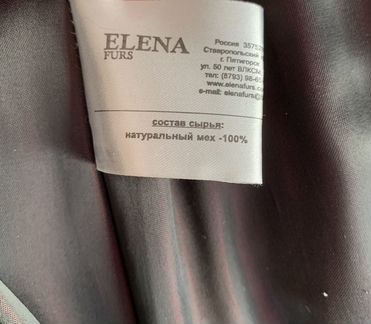 ELENA
FURS
Россия
Ставропольский
г. Пятигорск
ул. 50 лет ВЛКСМ
тел: (8793)
www.elenafurs.
e-mail: elenafurs@
состав сырья:
натуральный мех -100%